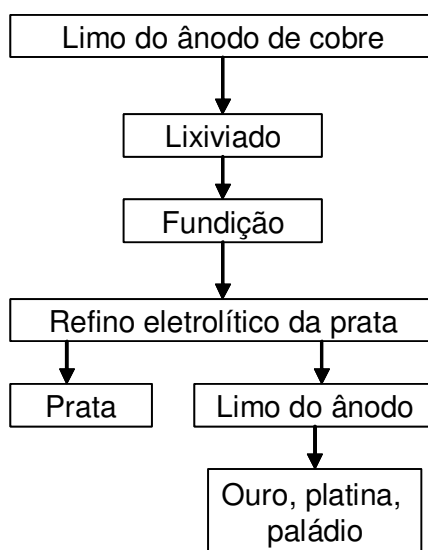 Limo do ânodo de cobre
Lixiviado
Fundição
Refino eletrolítico da prata
Prata
Limo do ânodo
Ouro, platina,
paládio